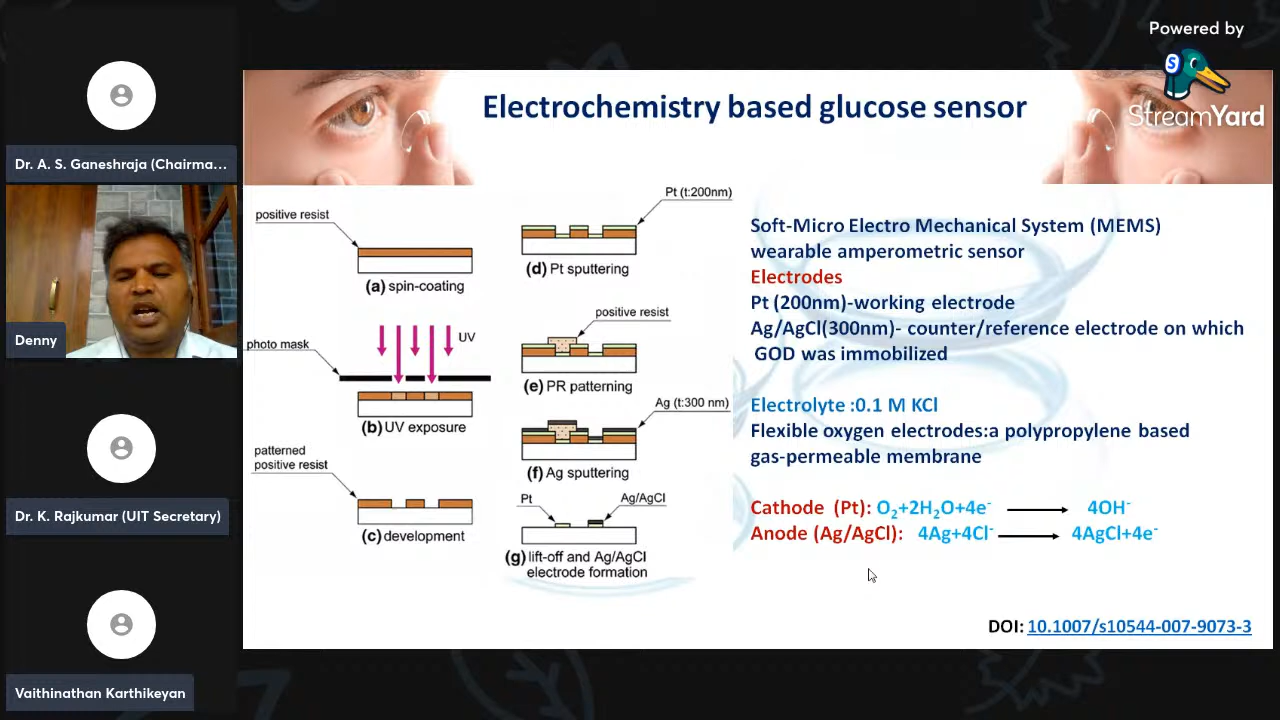 Powered by
StreamYard
Dr. A. S. Ganeshraja (Chairma...
Denny
Dr. K. Rajkumar (UIT Secretary)
Vaithinathan Karthikeyan
Electrochemistry based glucose sensor
positive resist
(a) spin-coating
photo mask
UV
(b) UV exposure
patterned
positive resist
(c) development
Pt (t:200nm)
(d) Pt sputtering
positive resist
(e) PR patterning
Ag (t:300 nm)
(f) Ag sputtering
Pt
Ag/AgCl
(g) lift-off and Ag/AgCl
electrode formation
Soft-Micro Electro Mechanical System (MEMS)
wearable amperometric sensor
Electrodes
Pt (200nm)-working electrode
Ag/AgCl(300nm)- counter/reference electrode on which
GOD was immobilized
Electrolyte :0.1 M KCl
Flexible oxygen electrodes:a polypropylene based
gas-permeable membrane
Cathode (Pt): O₂+2H₂O+4e⁻ ⟶ 4OH⁻
Anode (Ag/AgCl): 4Ag+4Cl⁻ ⟶ 4AgCl+4e⁻
DOI: 10.1007/s10544-007-9073-3